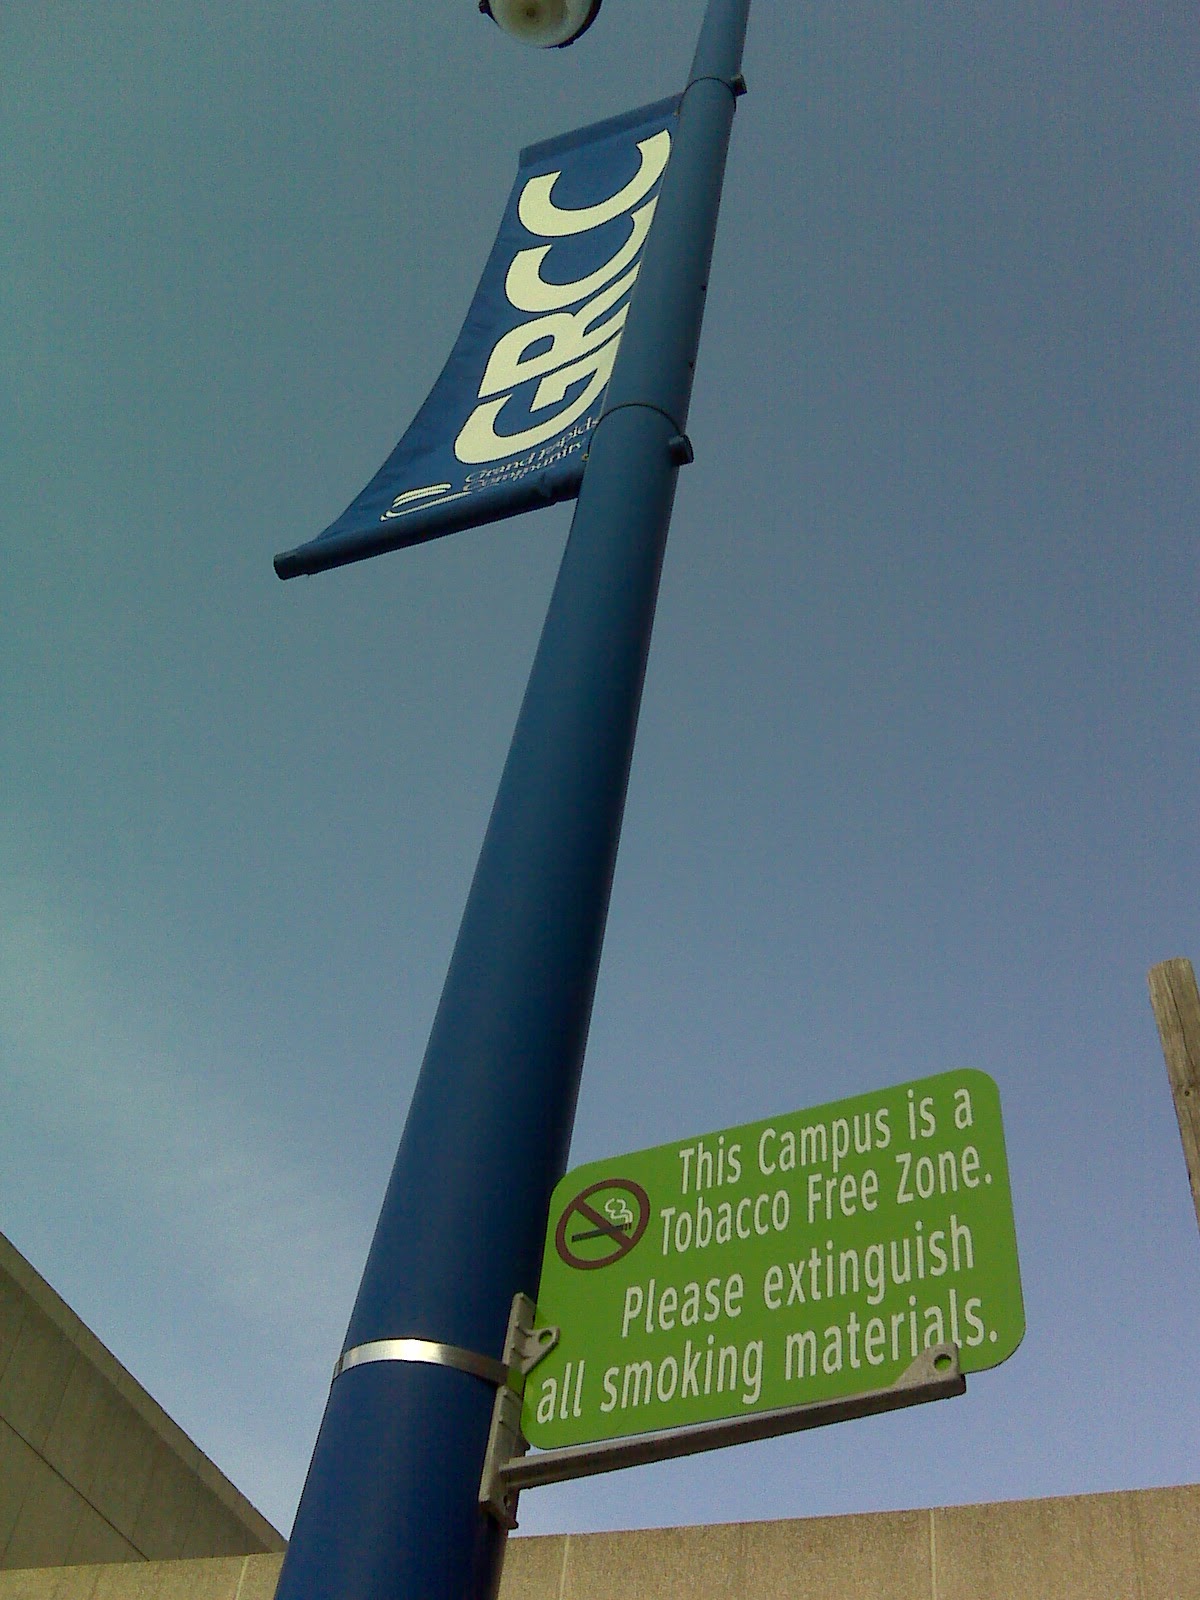 GRCC
Grand Rapids
Community
This Campus is a
Tobacco Free Zone.
Please extinguish
all smoking materials.